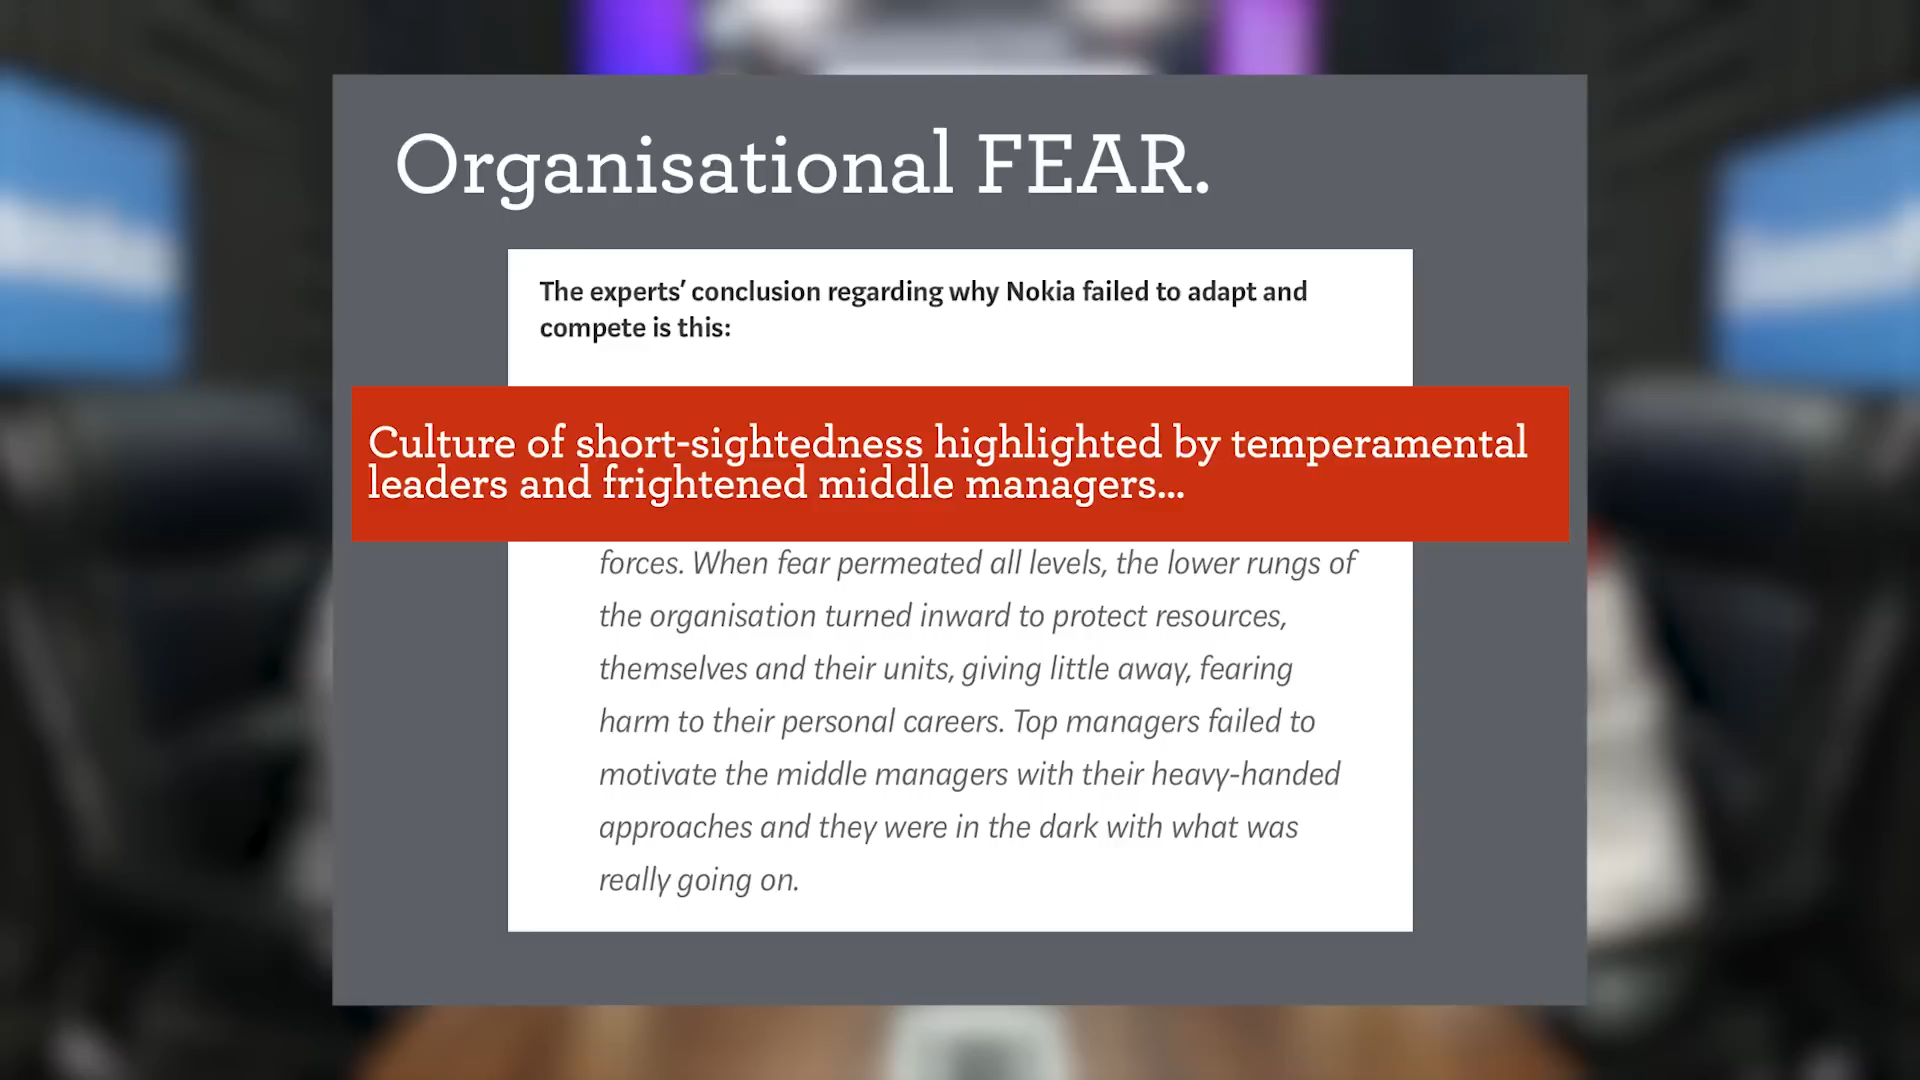 Organisational FEAR.
The experts’ conclusion regarding why Nokia failed to adapt and
compete is this:
Culture of short-sightedness highlighted by temperamental
leaders and frightened middle managers...
forces. When fear permeated all levels, the lower rungs of
the organisation turned inward to protect resources,
themselves and their units, giving little away, fearing
harm to their personal careers. Top managers failed to
motivate the middle managers with their heavy-handed
approaches and they were in the dark with what was
really going on.